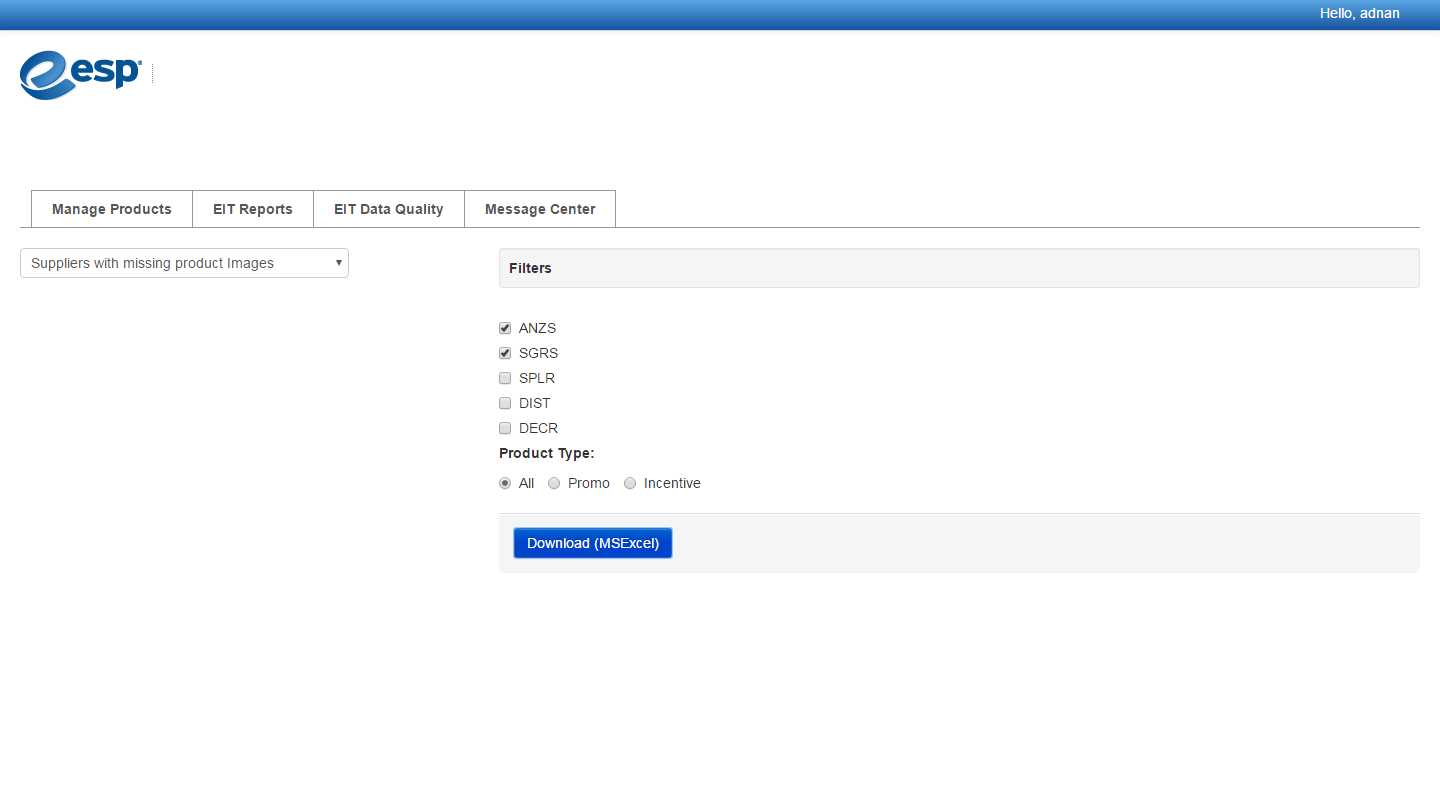 Hello, adnan
esp®
Manage Products EIT Reports EIT Data Quality Message Center
Suppliers with missing product Images
Filters
ANZS
SGRS
SPLR
DIST
DECR
Product Type:
All Promo Incentive
Download (MSExcel)